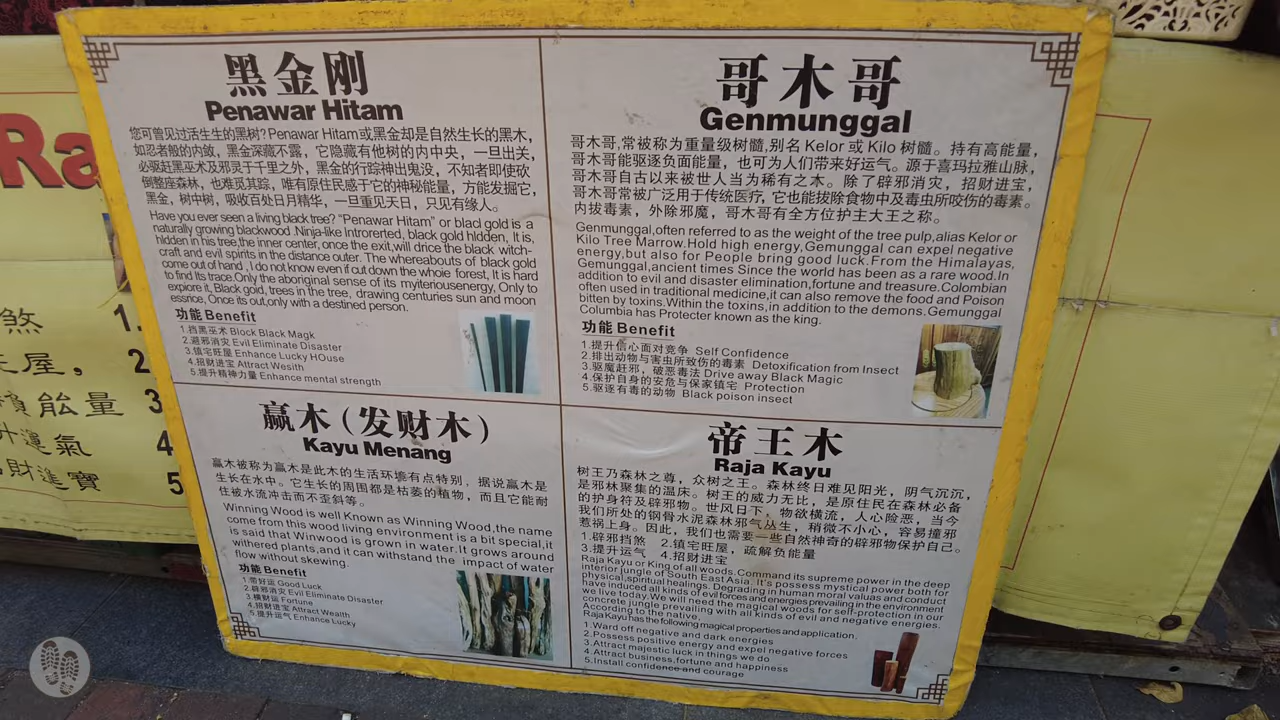 黑金刚
Penawar Hitam
您可曾见过活生生的黑树? Penawar Hitam或黑金却是自然生长的黑木,
如忍者般的内敛，黑金深藏不露，它隐藏有他树的内中央，一旦出关,
必驱赶黑巫术及邪灵于千里之外，黑金的行踪神出鬼没，不知者即使砍
倒整座森林，也难觅其踪，唯有原住民感于它的神秘能量，方能发掘它，
黑金，树中树，吸收百处日月精华，一旦重见天日，只见有缘人。
Have you ever seen a living black tree? "Penawar Hitam" or blacl gold is a
naturally growing blackwood .Ninja-like Introrerted, black gold hIdden, It is,
hIdden in his tree,the inner center, once the exit,will drice the black witch-
craft and evil spirits in the distance outer. The whereabouts of black gold
come out of hand , I do not know even if cut down the whoie forest, It is hard
to find Its trace.Only the aboriginal sense of its myiteriousenergy, Only to
expiore it, Black gold, trees in the tree, drawing centuries sun and moon
essrice, Once its out,only with a destined person.
功能 Benefit
1.挡黑巫术 Biock Black Magk
2.避邪消灾 Evil Eliminate Disaster
3.镇宅旺屋 Enhance Lucky HOuse
4.招财进宝 Attract Wesith
5.提升精神力量 Enhance mental strength
哥木哥
Genmunggal
哥木哥,常被称为重量级树髓,别名 Kelor 或 Kilo 树髓。持有高能量，
哥木哥能驱逐负面能量，也可为人们带来好运气。源于喜玛拉雅山脉，
哥木哥自古以来被世人当为稀有之木。除了辟邪消灾，招财进宝，
哥木哥常被广泛用于传统医疗, 它也能拔除食物中及毒虫所咬伤的毒素。
内拔毒素，外除邪魔，哥木哥有全方位护主大王之称。
Genmunggal,often referred to as the weight of the tree pulp,alias Kelor or
Kilo Tree Marrow.Hold high energy,Gemunggal can expel negative
energy,but also for People bring good luck.From the Himalayas,
Gemunggal,ancient times Since the world has been as a rare wood.In
addition to evil and disaster elimination,fortune and treasure.Colombian
often used in traditional medicine,it can also remove the food and Poison
bitten by toxins.Within the toxins,in addition to the demons.Gemunggal
Columbia has Protecter known as the king.
功能 Benefit
1.提升信心面对竞争 Self Confidence
2.排出动物与害虫所致伤的毒素 Detoxification from Insect
3.驱魔赶邪，破恶毒法 Drive away Black Magic
4.保护自身的安危与保家镇宅 Protection
5.驱逐有毒的动物 Black poison insect
赢木(发财木)
Kayu Menang
赢木被称为赢木是此木的生活环境有点特别，据说赢木是
生长在水中。它生长的周围都是枯萎的植物，而且它能耐
住被水流冲击而不歪斜等。
Winning Wood is well Known as Winning Wood,the name
come from this wood living environment is a bit special,it
is said that Winwood is grown in water.It grows around
withered plants,and it can withstand the impact of water
flow without skewing.
功能 Benefit
1.带好运 Good Luck
2.辟邪消灾 Evil Eliminate Disaster
3.横财运 Fortune
4.招财进宝 Attract Wealth
5.提升运气 Enhance Lucky
帝王木
Raja Kayu
树王乃森林之尊，众树之王。森林终日难见阳光，阴气沉沉，
是邪林聚集的温床。树王的威力无比，是原住民在森林必备
的护身符及辟邪物。世风日下，物欲横流，人心险恶，当今
我们所处的钢骨水泥森林邪气丛生，稍微不小心，容易撞邪
惹祸上身。因此，我们也需要一些自然神奇的辟邪物保护自己。
1.辟邪挡煞 2.镇宅旺屋，疏解负能量
3.提升运气 4.招财进宝
Raja Kayu or King of all woods.Command its supreme power in the deep
interior jungle of South East Asia. It's possess mystical power both for
physical,spiritual healings. Degrading in human moral values and conduct
have induced all kinds of evil forces and energies prevailing in the environment
we live today.We will need the magical woods for self-protection in our
concrete jungle prevailing with all kinds of evil and negative energies.
According to the native,
Raja Kayu has the following magical properties and application.
1.Ward off negative and dark energies
2.Possess positive energy and expel negative forces
3.Attract majestic luck in things we do
4.Attract business,fortune and happiness
5.Install confidence and courage
Ra
煞 1.
屋， 2
能量 3
氣 4
財進寶 5